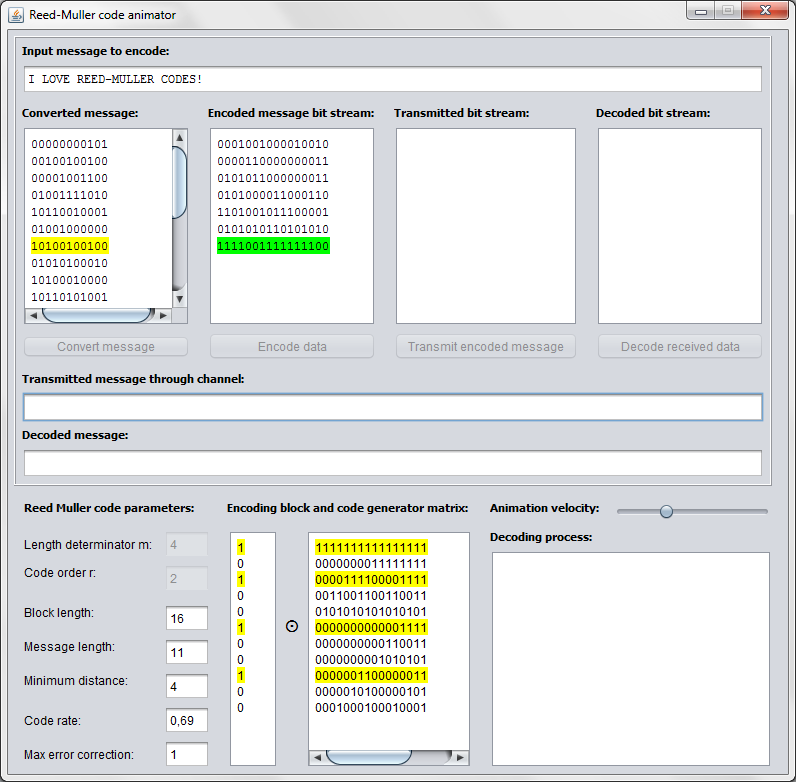 Reed-Muller code animator
Input message to encode:
I LOVE REED-MULLER CODES!
Converted message:
00000000101
00100100100
00001001100
01001111010
10110010001
01001000000
10100100100
01010100010
10100010000
10110101001
Convert message
Encoded message bit stream:
0001001000010010
0000110000000011
0101011000000011
0101000011000110
1101001011100001
0101010110101010
1111001111111100
Encode data
Transmitted bit stream:
Transmit encoded message
Decoded bit stream:
Decode received data
Transmitted message through channel:
Decoded message:
Reed Muller code parameters:
Length determinator m: 4
Code order r: 2
Block length: 16
Message length: 11
Minimum distance: 4
Code rate: 0,69
Max error correction: 1
Encoding block and code generator matrix:
1
0
1
0
0
1
0
0
1
0
0
1111111111111111
0000000011111111
0000111100001111
0011001100110011
0101010101010101
0000000000001111
0000000000110011
0000000001010101
0000001100000011
0000010100000101
0001000100010001
Animation velocity:
Decoding process: